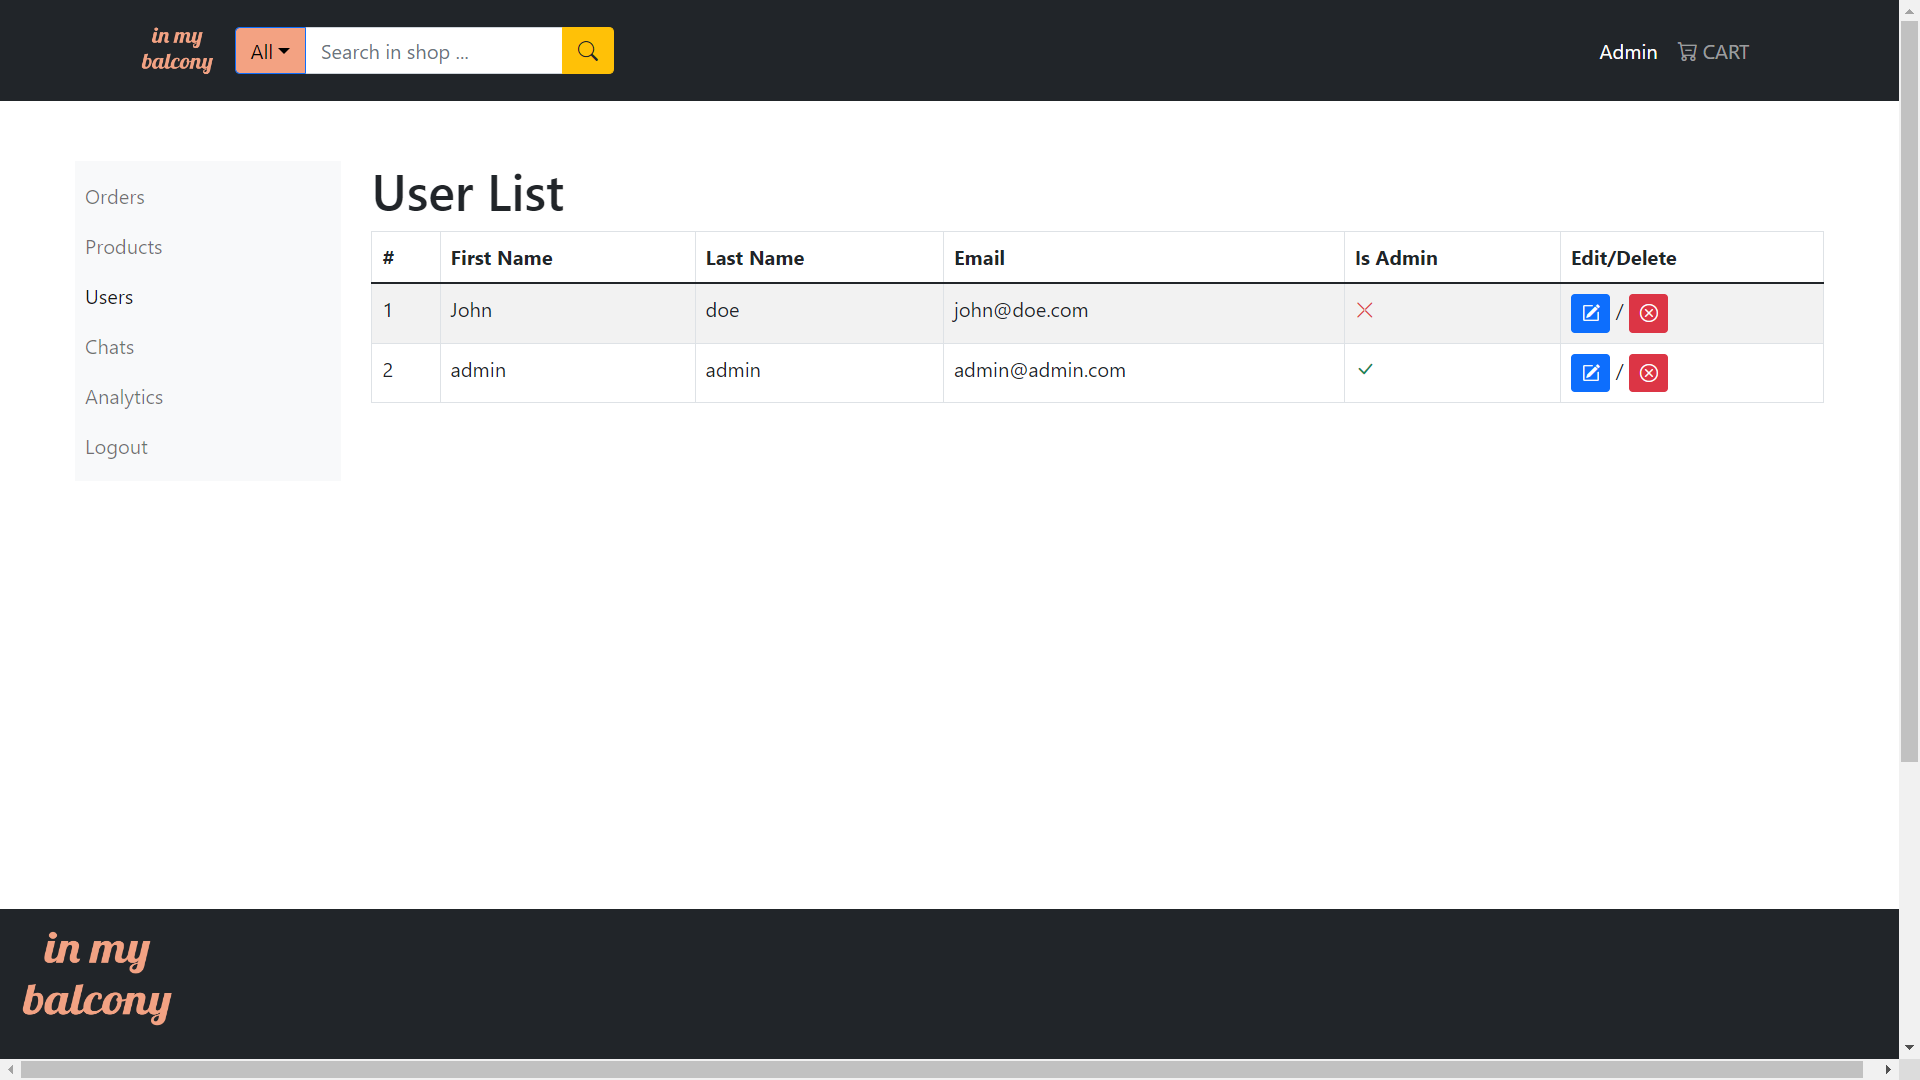 in my
balcony
All
Search in shop ...
Admin
CART
Orders
Products
Users
Chats
Analytics
Logout
User List
# First Name Last Name Email Is Admin Edit/Delete
1 John doe john@doe.com /
2 admin admin admin@admin.com /
in my
balcony